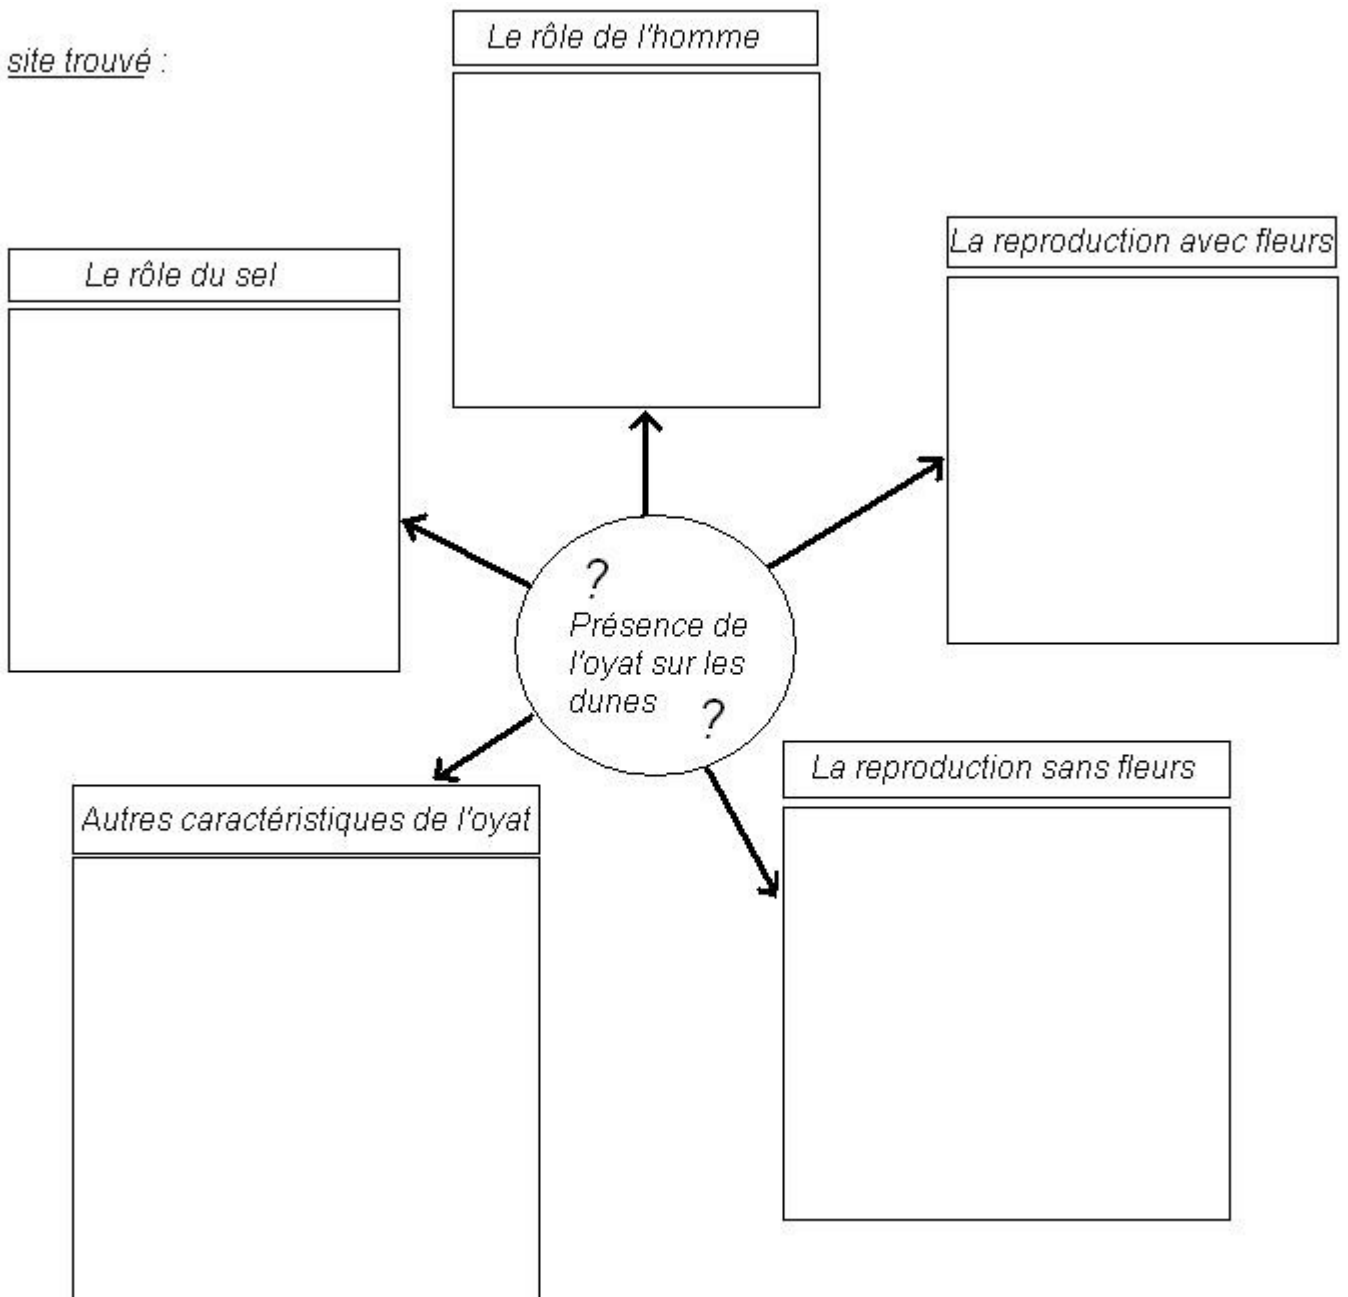 site trouvé :
Le rôle de l'homme
La reproduction avec fleurs
Le rôle du sel
?
Présence de
l'oyat sur les
dunes
?
La reproduction sans fleurs
Autres caractéristiques de l'oyat